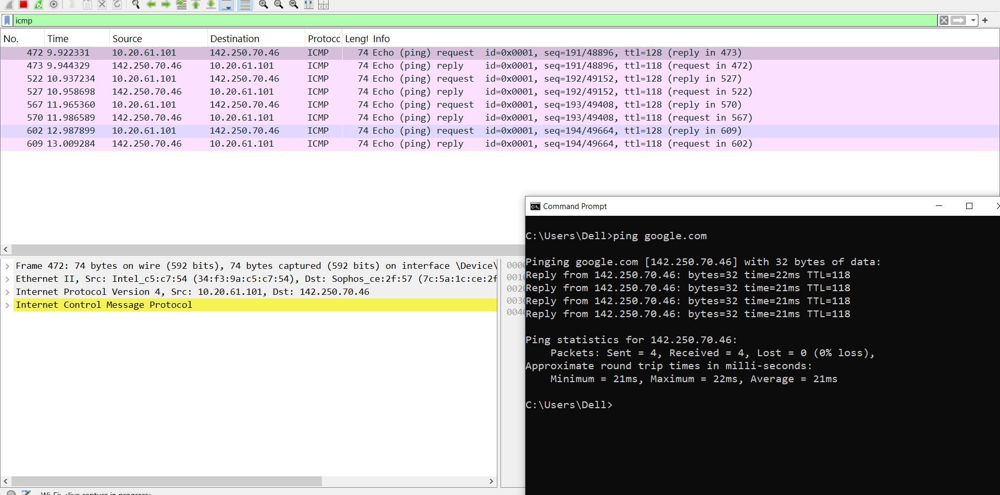 icmp
No. Time Source Destination Protocc Lengt Info
472 9.922331 10.20.61.101 142.250.70.46 ICMP 74 Echo (ping) request id=0x0001, seq=191/48896, ttl=128 (reply in 473)
473 9.944329 142.250.70.46 10.20.61.101 ICMP 74 Echo (ping) reply id=0x0001, seq=191/48896, ttl=118 (request in 472)
522 10.937234 10.20.61.101 142.250.70.46 ICMP 74 Echo (ping) request id=0x0001, seq=192/49152, ttl=128 (reply in 527)
527 10.958698 142.250.70.46 10.20.61.101 ICMP 74 Echo (ping) reply id=0x0001, seq=192/49152, ttl=118 (request in 522)
567 11.965360 10.20.61.101 142.250.70.46 ICMP 74 Echo (ping) request id=0x0001, seq=193/49408, ttl=128 (reply in 570)
570 11.986589 142.250.70.46 10.20.61.101 ICMP 74 Echo (ping) reply id=0x0001, seq=193/49408, ttl=118 (request in 567)
602 12.987899 10.20.61.101 142.250.70.46 ICMP 74 Echo (ping) request id=0x0001, seq=194/49664, ttl=128 (reply in 609)
609 13.009284 142.250.70.46 10.20.61.101 ICMP 74 Echo (ping) reply id=0x0001, seq=194/49664, ttl=118 (request in 602)
Frame 472: 74 bytes on wire (592 bits), 74 bytes captured (592 bits) on interface \Device\
Ethernet II, Src: Intel_c5:c7:54 (34:f3:9a:c5:c7:54), Dst: Sophos_ce:2f:57 (7c:5a:1c:ce:2f
Internet Protocol Version 4, Src: 10.20.61.101, Dst: 142.250.70.46
Internet Control Message Protocol
0000
0010
0020
0030
0040
Command Prompt
C:\Users\Dell>ping google.com
Pinging google.com [142.250.70.46] with 32 bytes of data:
Reply from 142.250.70.46: bytes=32 time=22ms TTL=118
Reply from 142.250.70.46: bytes=32 time=21ms TTL=118
Reply from 142.250.70.46: bytes=32 time=21ms TTL=118
Reply from 142.250.70.46: bytes=32 time=21ms TTL=118
Ping statistics for 142.250.70.46:
Packets: Sent = 4, Received = 4, Lost = 0 (0% loss),
Approximate round trip times in milli-seconds:
Minimum = 21ms, Maximum = 22ms, Average = 21ms
C:\Users\Dell>
Wi-Fi: <live capture in progress>